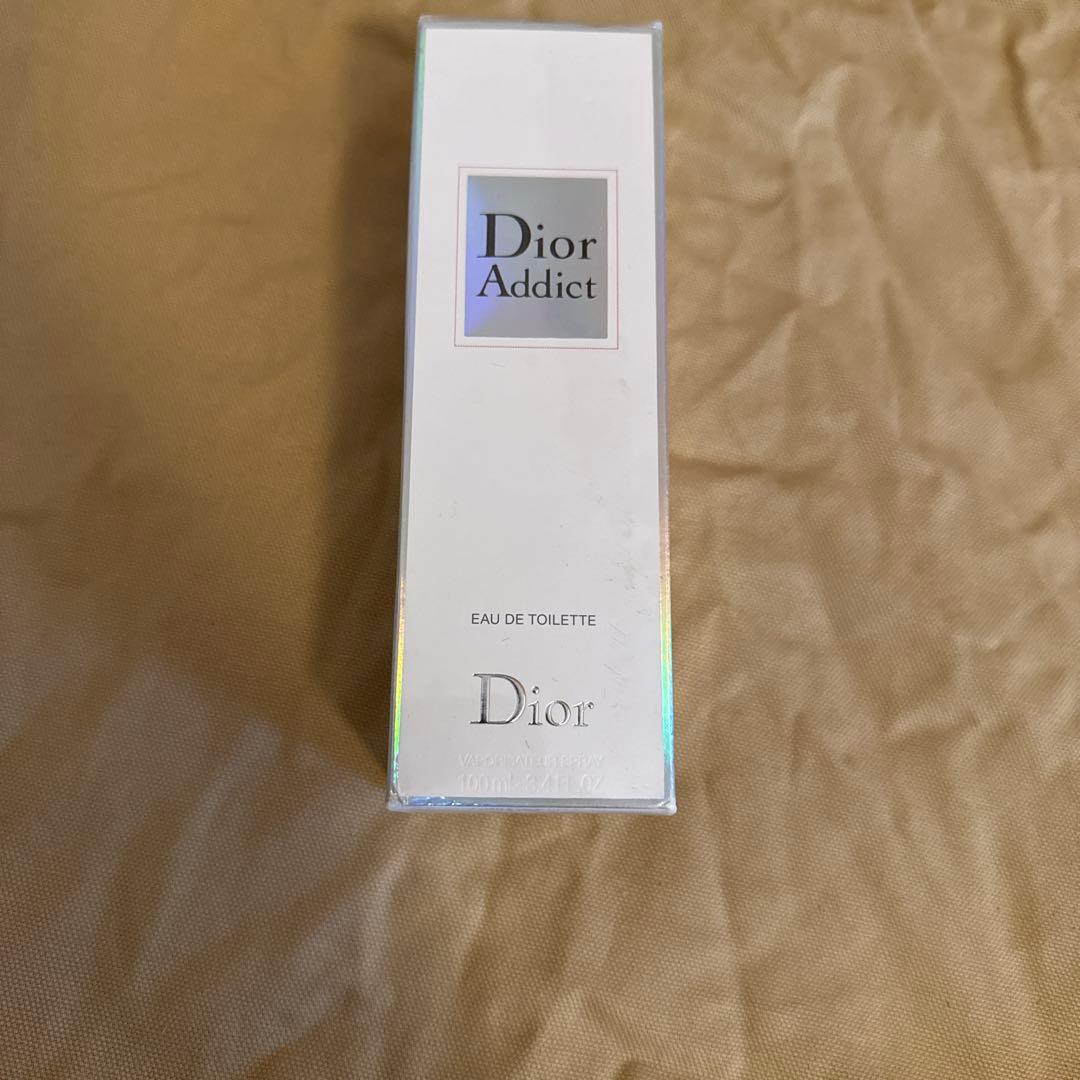 Dior
Addict
EAU DE TOILETTE
Dior
VAPORISATEUR SPRAY
100 ml - 3.4 FL.OZ